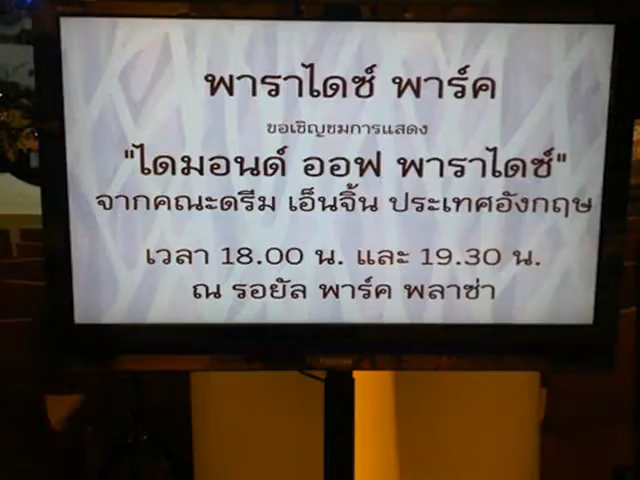 พาราไดซ์ พาร์ค
ขอเชิญชมการแสดง
"ไดมอนด์ ออฟ พาราไดซ์"
จากคณะดรีม เอ็นจิ้น ประเทศอังกฤษ
เวลา 18.00 น. และ 19.30 น.
ณ รอยัล พาร์ค พลาซ่า